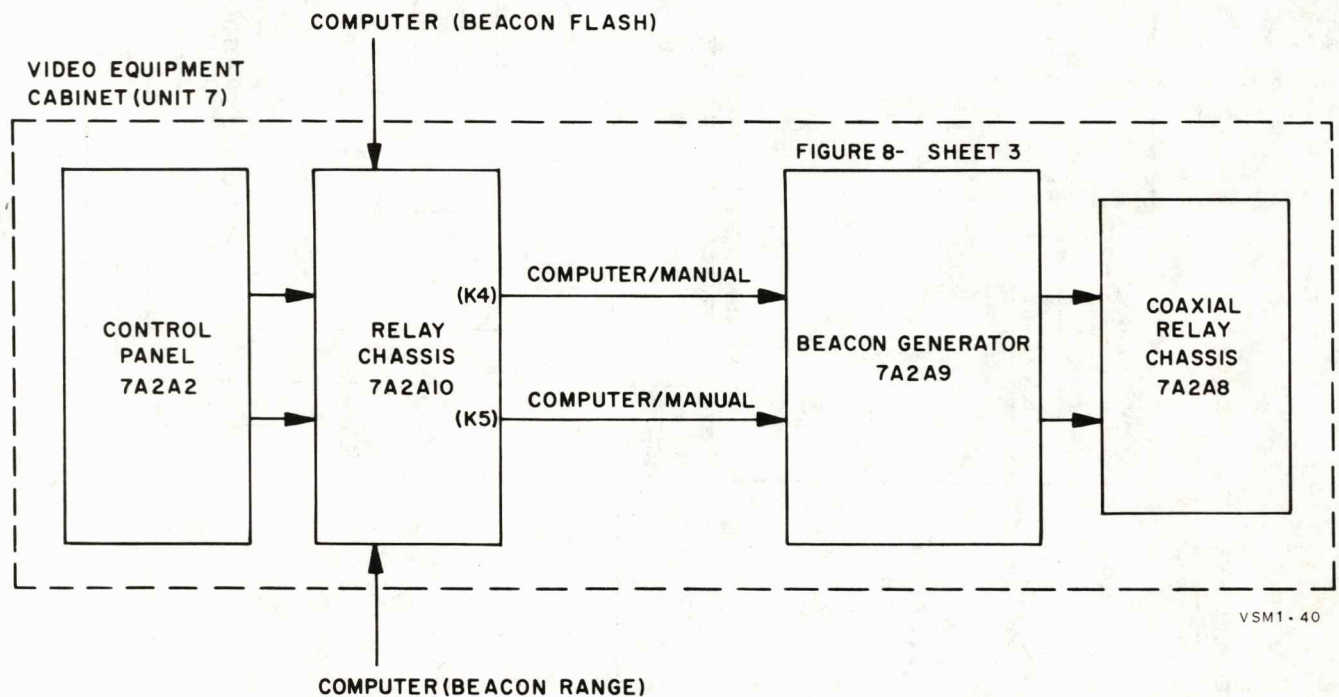 COMPUTER (BEACON FLASH)
VIDEO EQUIPMENT
CABINET (UNIT 7)
FIGURE 8- SHEET 3
CONTROL
PANEL
7A2A2
RELAY
CHASSIS
7A2A10
(K4)
(K5)
COMPUTER/MANUAL
COMPUTER/MANUAL
BEACON GENERATOR
7A2A9
COAXIAL
RELAY
CHASSIS
7A2A8
VSM1-40
COMPUTER (BEACON RANGE)